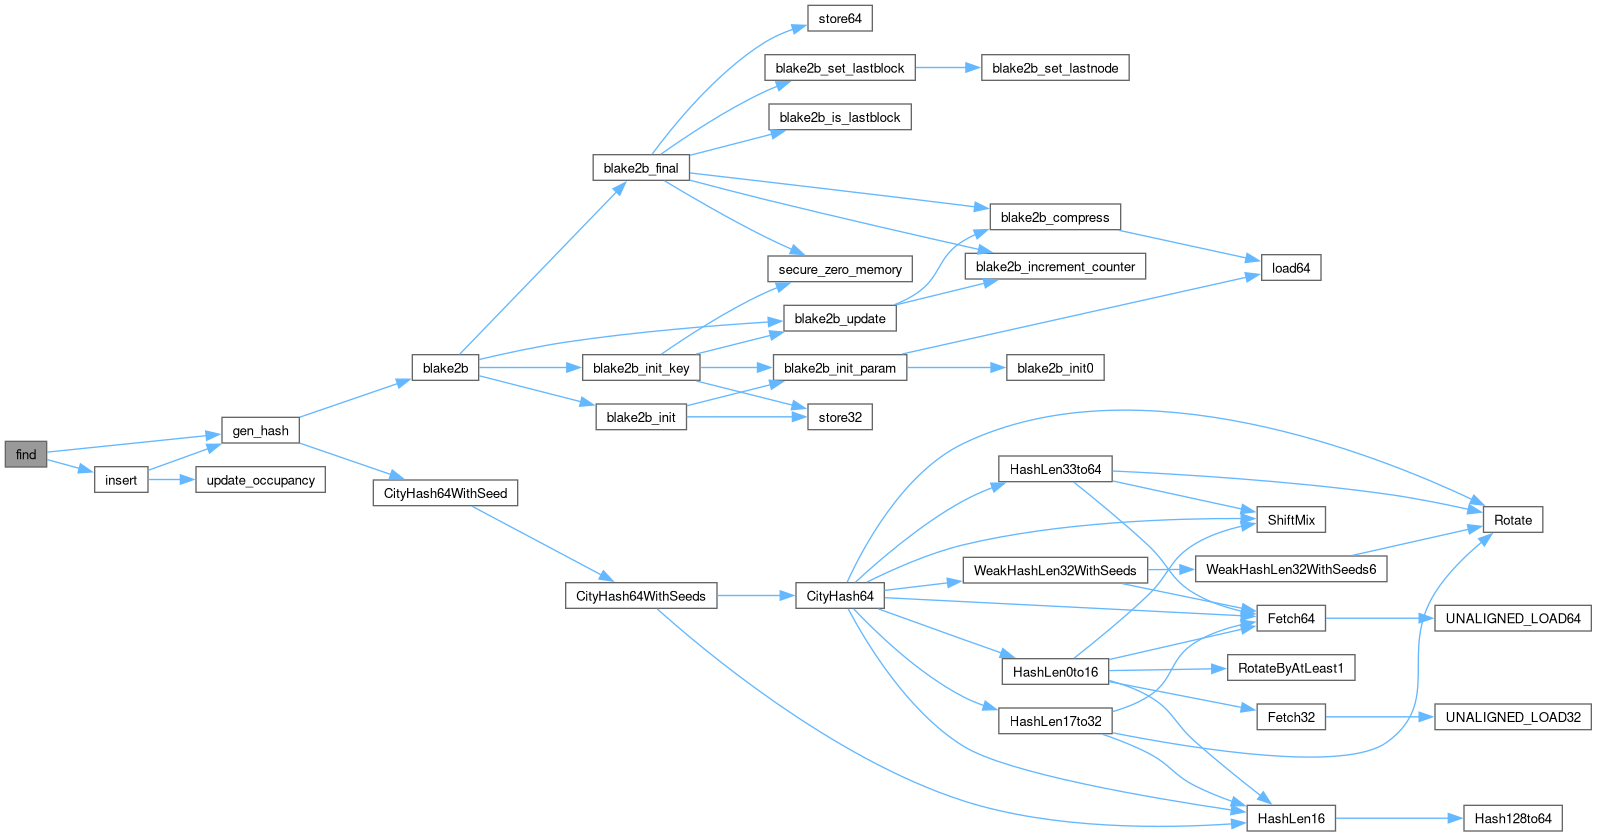 store64
blake2b_set_lastblock
blake2b_set_lastnode
blake2b_is_lastblock
blake2b_final
blake2b_compress
secure_zero_memory
blake2b_increment_counter
load64
blake2b_update
blake2b
blake2b_init_key
blake2b_init_param
blake2b_init0
blake2b_init
store32
gen_hash
find
insert
update_occupancy
CityHash64WithSeed
HashLen33to64
ShiftMix
Rotate
WeakHashLen32WithSeeds
WeakHashLen32WithSeeds6
CityHash64WithSeeds
CityHash64
Fetch64
UNALIGNED_LOAD64
HashLen0to16
RotateByAtLeast1
HashLen17to32
Fetch32
UNALIGNED_LOAD32
HashLen16
Hash128to64